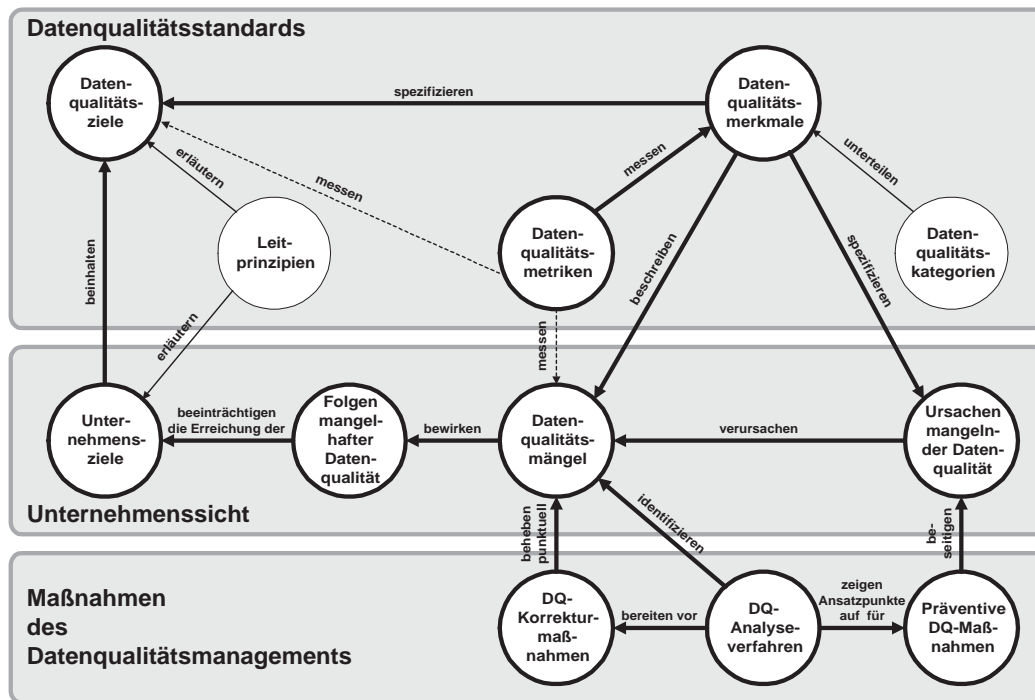 Datenqualitätsstandards
Daten-
qualitäts-
ziele
spezifizieren
Daten-
qualitäts-
merkmale
erläutern
messen
messen
unterteilen
Leit-
prinzipien
Daten-
qualitäts-
metriken
Daten-
qualitäts-
kategorien
beinhalten
beschreiben
spezifizieren
erläutern
messen
Unter-
nehmens-
ziele
beeinträchtigen
die Erreichung der
Folgen
mangel-
hafter
Daten-
qualität
bewirken
Daten-
qualitäts-
mängel
verursachen
Ursachen
mangeln-
der Daten-
qualität
Unternehmenssicht
beheben
punktuell
identifizieren
be-
seitigen
Maßnahmen
des
Datenqualitätsmanagements
DQ-
Korrektur-
maß-
nahmen
bereiten vor
DQ-
Analyse-
verfahren
zeigen
Ansatzpunkte
auf für
Präventive
DQ-Maß-
nahmen